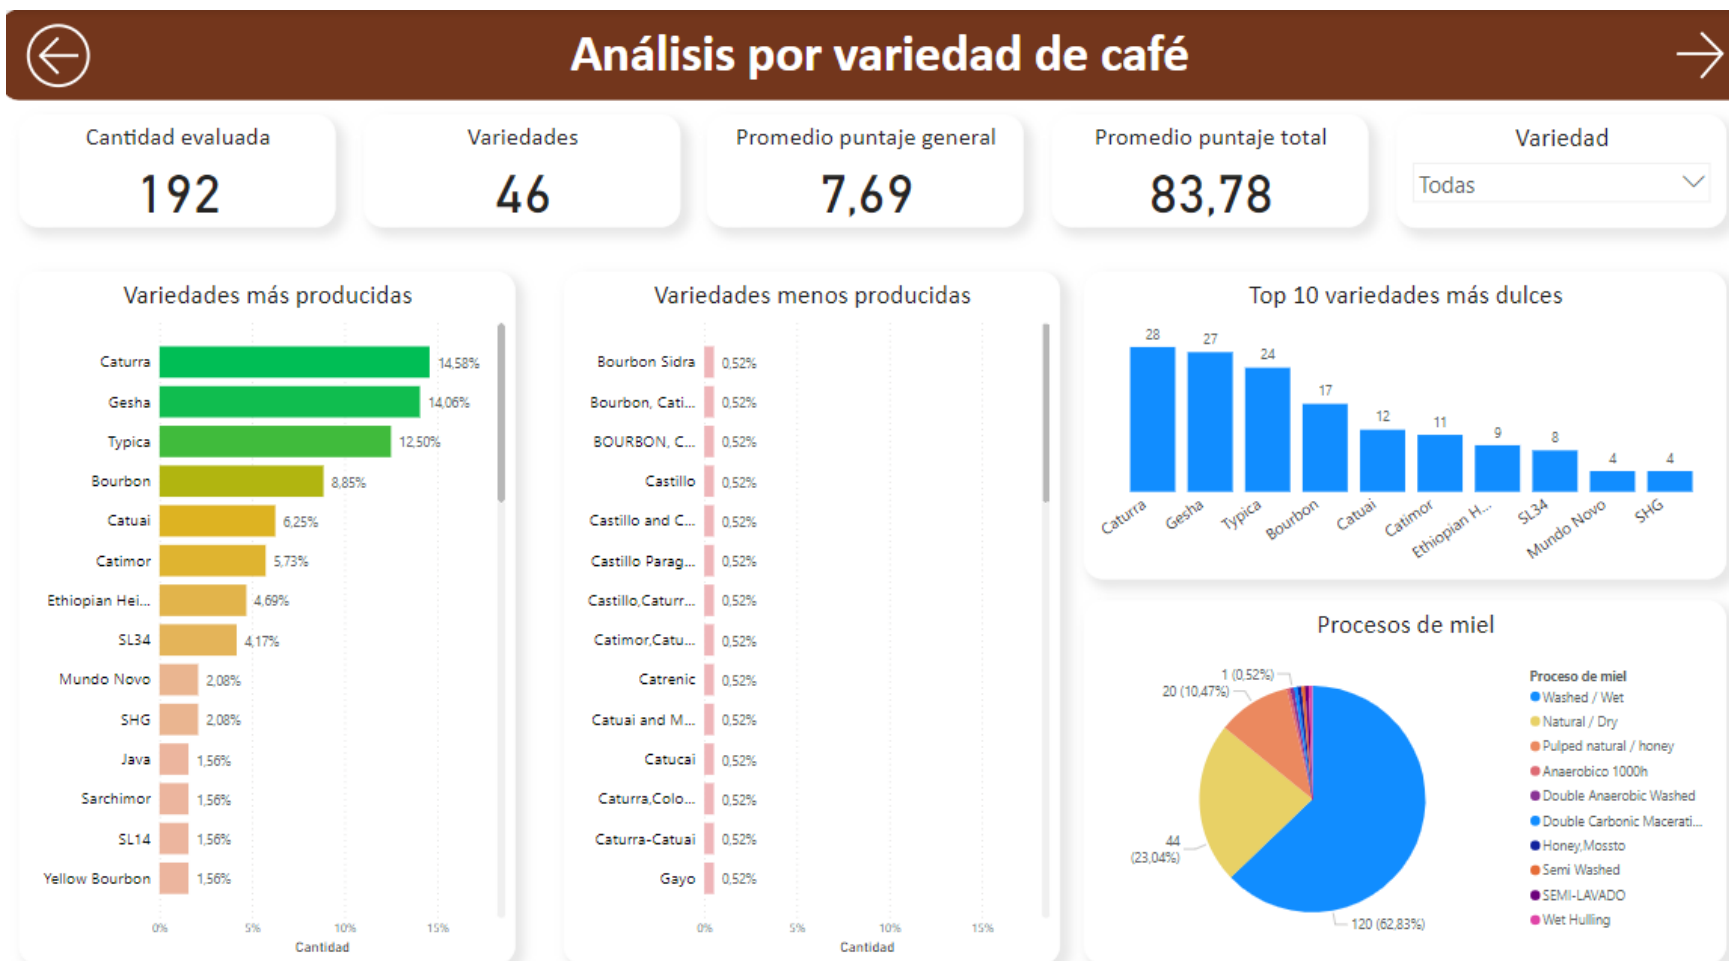 Análisis por variedad de café
Cantidad evaluada
192
Variedades
46
Promedio puntaje general
7,69
Promedio puntaje total
83,78
Variedad
Todas
Variedades más producidas
Caturra 14,58%
Gesha 14,06%
Typica 12,50%
Bourbon 8,85%
Catuai 6,25%
Catimor 5,73%
Ethiopian Hei... 4,69%
SL34 4,17%
Mundo Novo 2,08%
SHG 2,08%
Java 1,56%
Sarchimor 1,56%
SL14 1,56%
Yellow Bourbon 1,56%
0% 5% 10% 15%
Cantidad
Variedades menos producidas
Bourbon Sidra 0,52%
Bourbon, Cati... 0,52%
BOURBON, C... 0,52%
Castillo 0,52%
Castillo and C... 0,52%
Castillo Parag... 0,52%
Castillo,Caturr... 0,52%
Catimor,Catu... 0,52%
Catrenic 0,52%
Catuai and M... 0,52%
Catucai 0,52%
Caturra,Colo... 0,52%
Caturra-Catuai 0,52%
Gayo 0,52%
0% 5% 10% 15%
Cantidad
Top 10 variedades más dulces
28 27 24 17 12 11 9 8 4 4
Caturra Gesha Typica Bourbon Catuai Catimor Ethiopian H... SL34 Mundo Novo SHG
Procesos de miel
1 (0,52%)
20 (10,47%)
44
(23,04%)
120 (62,83%)
Proceso de miel
Washed / Wet
Natural / Dry
Pulped natural / honey
Anaerobico 1000h
Double Anaerobic Washed
Double Carbonic Macerati...
Honey,Mossto
Semi Washed
SEMI-LAVADO
Wet Hulling